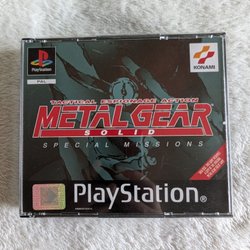 PlayStation
PAL
KONAMI
TACTICAL ESPIONAGE ACTION
METAL GEAR
SOLID
SPECIAL MISSIONS
PlayStation®